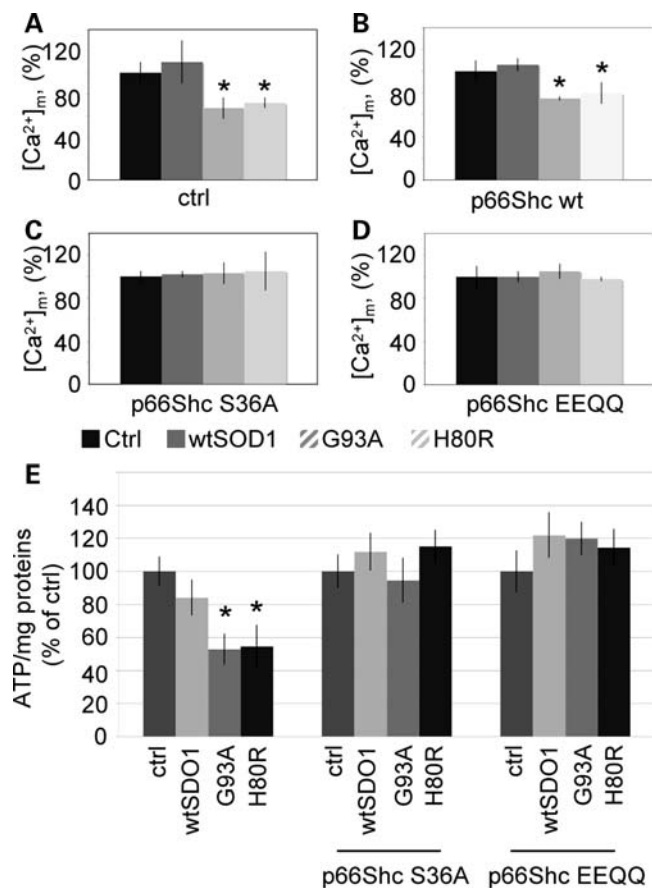 A
B
[Ca²⁺]ₘ, (%)
120
80
40
0
* *
ctrl
[Ca²⁺]ₘ, (%)
120
80
40
0
* *
p66Shc wt
C
D
[Ca²⁺]ₘ, (%)
120
80
40
0
p66Shc S36A
[Ca²⁺]ₘ, (%)
120
80
40
0
p66Shc EEQQ
Ctrl wtSOD1 G93A H80R
E
ATP/mg proteins
(% of ctrl)
140
120
100
80
60
40
20
0
* *
ctrl
wtSDO1
G93A
H80R
ctrl
wtSDO1
G93A
H80R
ctrl
wtSDO1
G93A
H80R
p66Shc S36A
p66Shc EEQQ